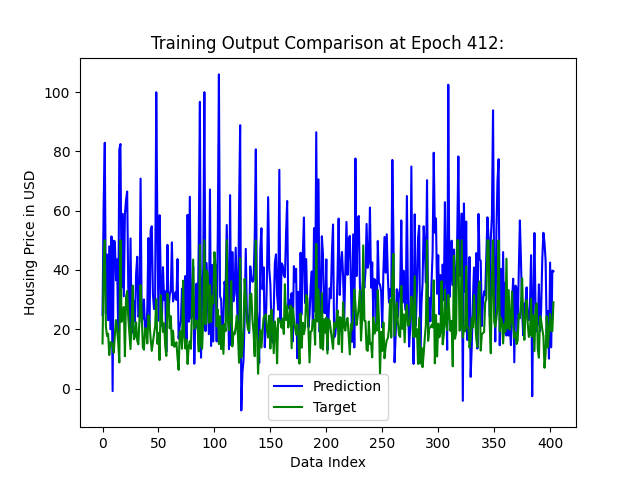 Training Output Comparison at Epoch 412:
Housing Price in USD
100
80
60
40
20
0
Prediction
Target
0 50 100 150 200 250 300 350 400
Data Index